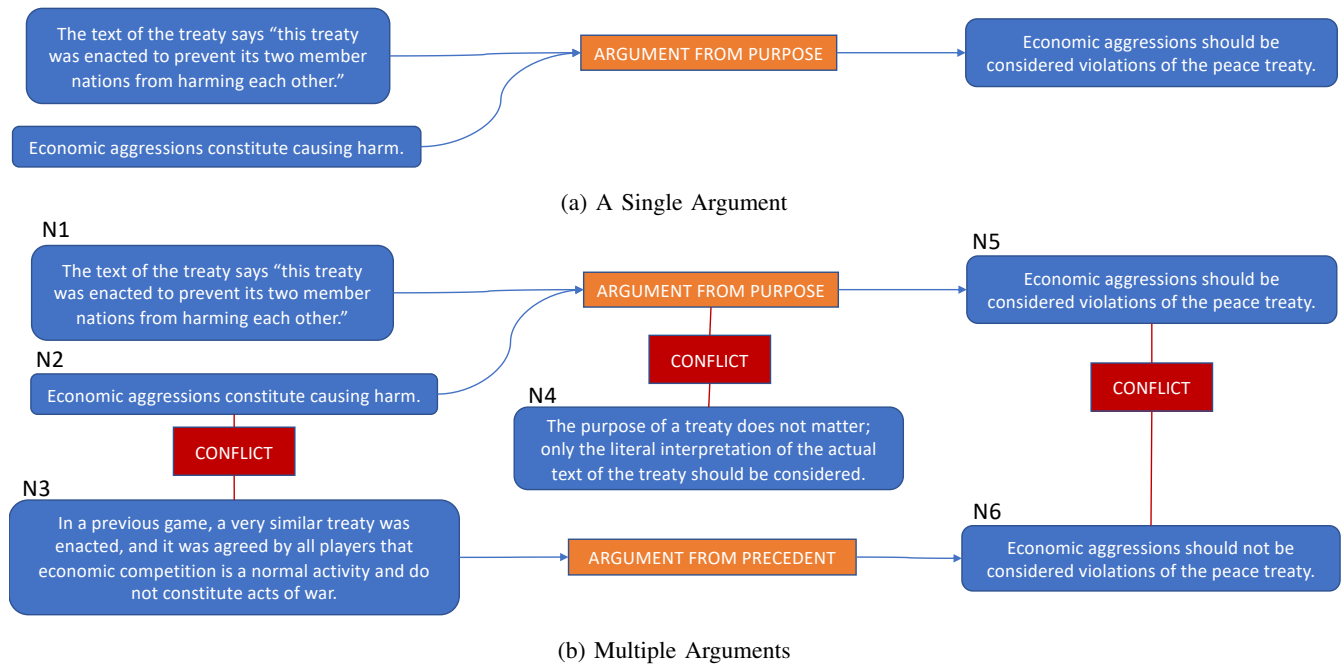 The text of the treaty says “this treaty
was enacted to prevent its two member
nations from harming each other.”
ARGUMENT FROM PURPOSE
Economic aggressions should be
considered violations of the peace treaty.
Economic aggressions constitute causing harm.
(a) A Single Argument
N1
The text of the treaty says “this treaty
was enacted to prevent its two member
nations from harming each other.”
ARGUMENT FROM PURPOSE
N5
Economic aggressions should be
considered violations of the peace treaty.
N2
Economic aggressions constitute causing harm.
CONFLICT
CONFLICT
CONFLICT
N4
The purpose of a treaty does not matter;
only the literal interpretation of the actual
text of the treaty should be considered.
N3
In a previous game, a very similar treaty was
enacted, and it was agreed by all players that
economic competition is a normal activity and do
not constitute acts of war.
ARGUMENT FROM PRECEDENT
N6
Economic aggressions should not be
considered violations of the peace treaty.
(b) Multiple Arguments